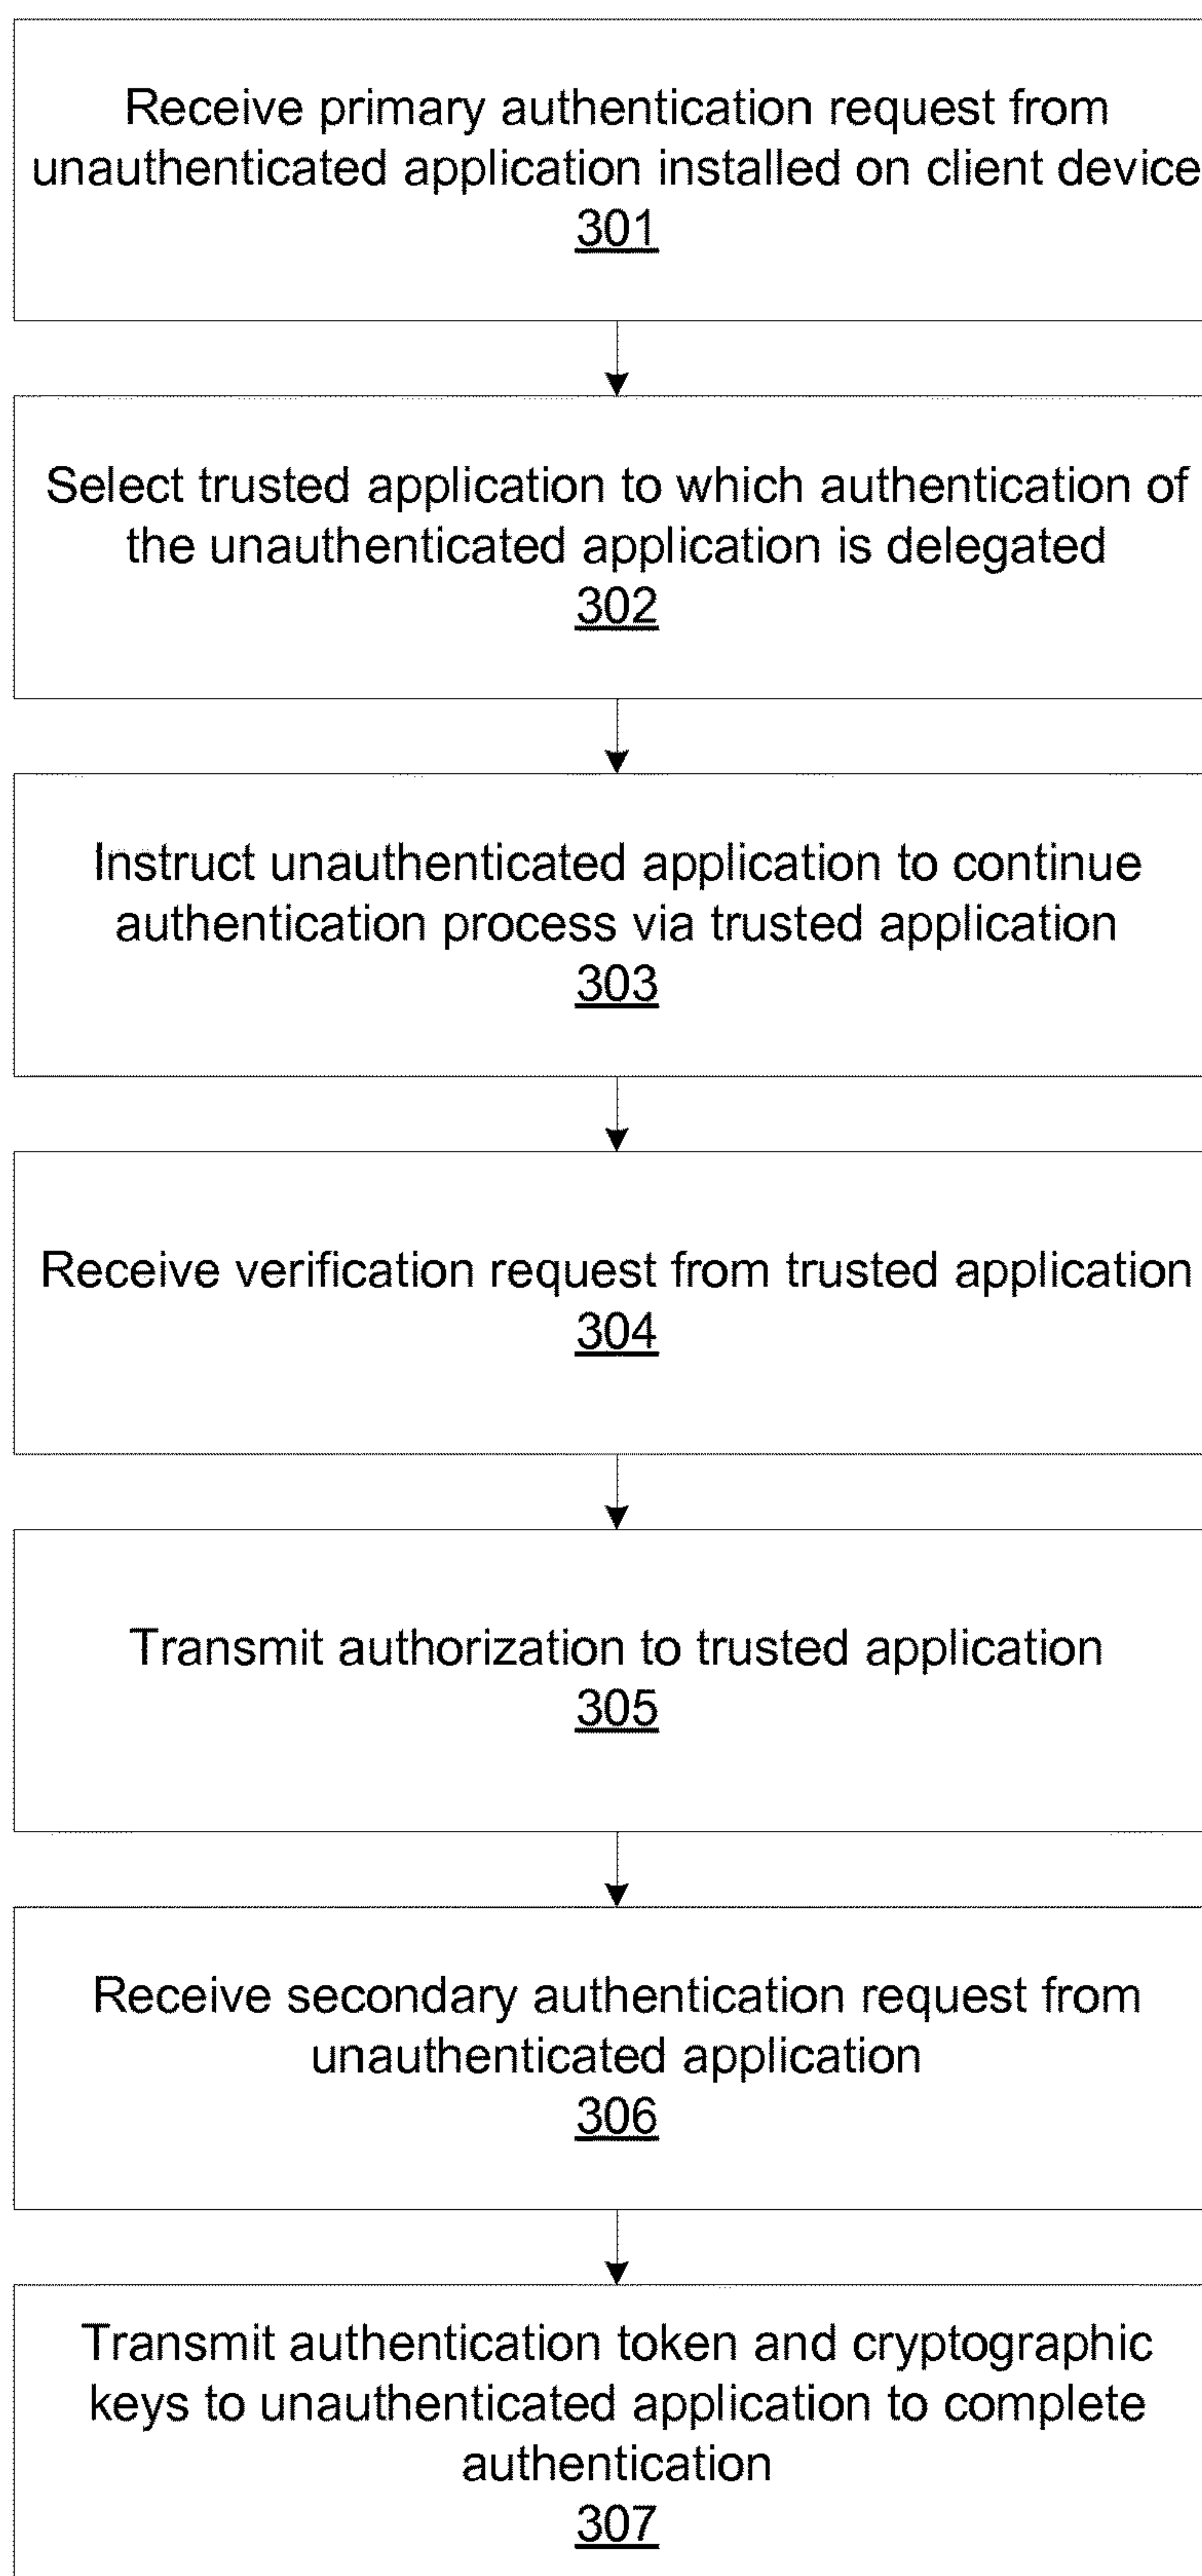 Receive primary authentication request from
unauthenticated application installed on client device
301
Select trusted application to which authentication of
the unauthenticated application is delegated
302
Instruct unauthenticated application to continue
authentication process via trusted application
303
Receive verification request from trusted application
304
Transmit authorization to trusted application
305
Receive secondary authentication request from
unauthenticated application
306
Transmit authentication token and cryptographic
keys to unauthenticated application to complete
authentication
307